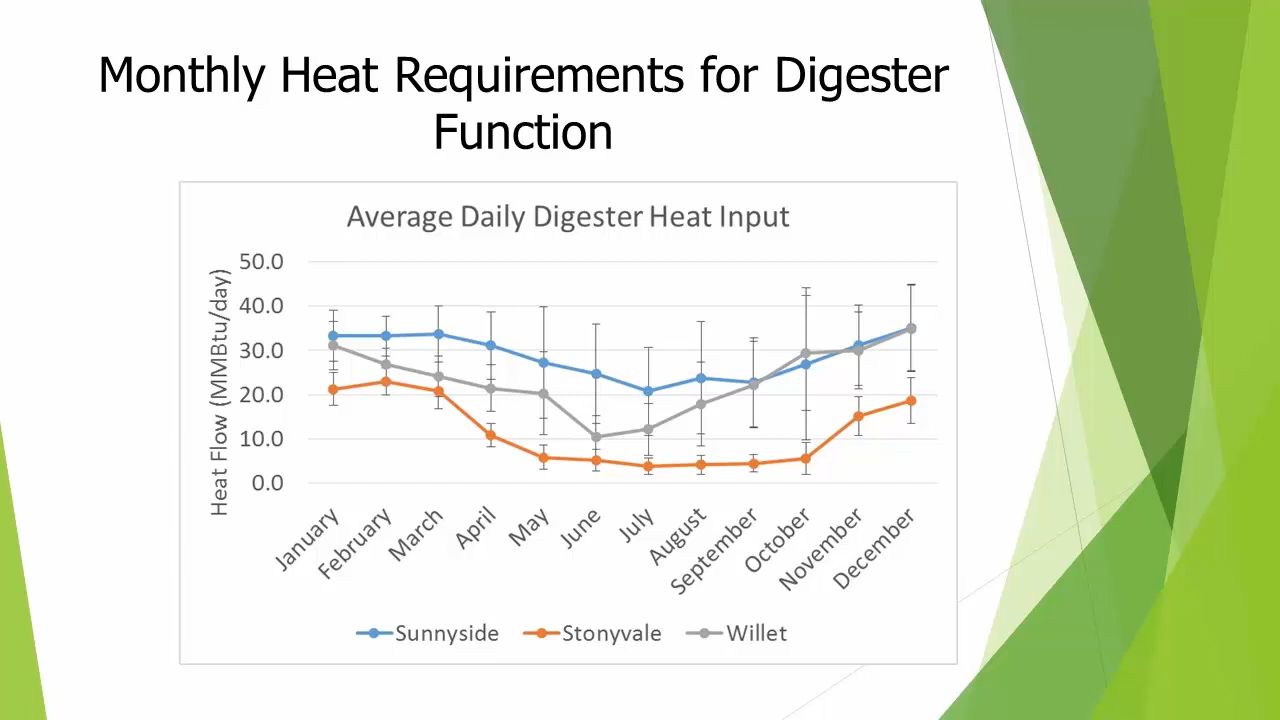 Monthly Heat Requirements for Digester
Function
Average Daily Digester Heat Input
Heat Flow (MMBtu/day)
50.0
40.0
30.0
20.0
10.0
0.0
January
February
March
April
May
June
July
August
September
October
November
December
Sunnyside
Stonyvale
Willet